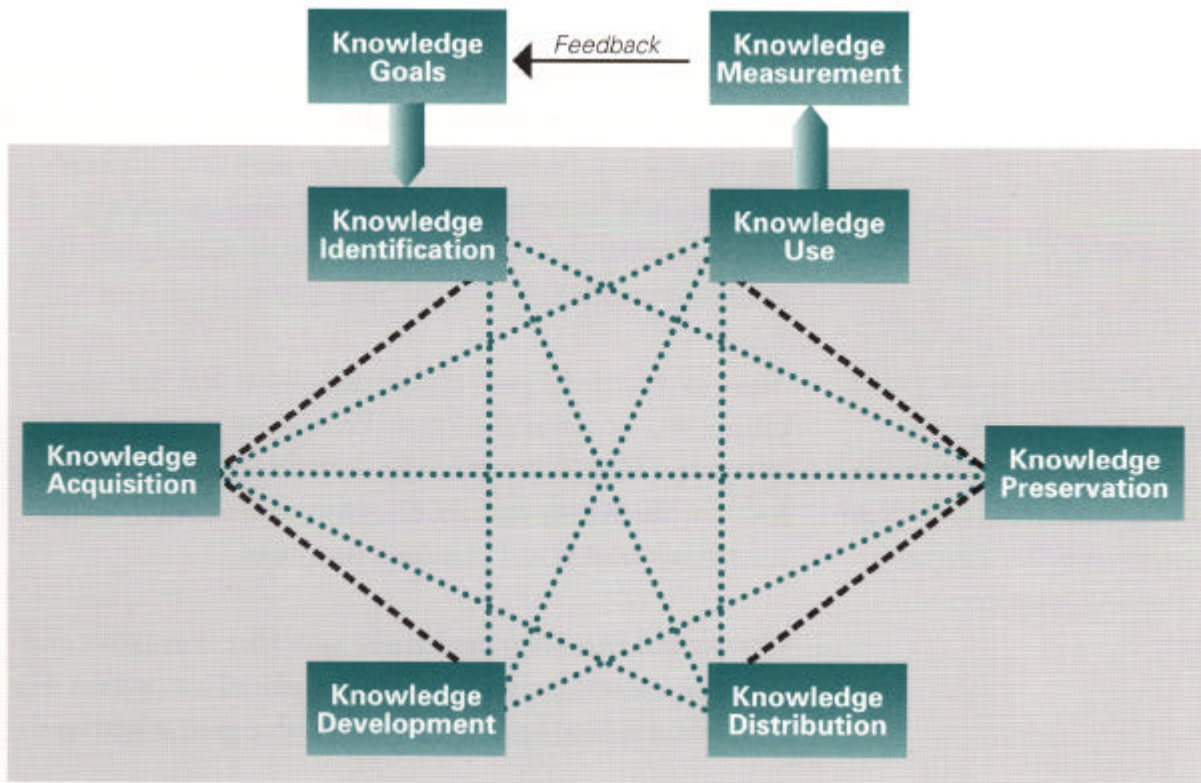 Knowledge
Goals
Feedback
Knowledge
Measurement
Knowledge
Identification
Knowledge
Use
Knowledge
Acquisition
Knowledge
Preservation
Knowledge
Development
Knowledge
Distribution